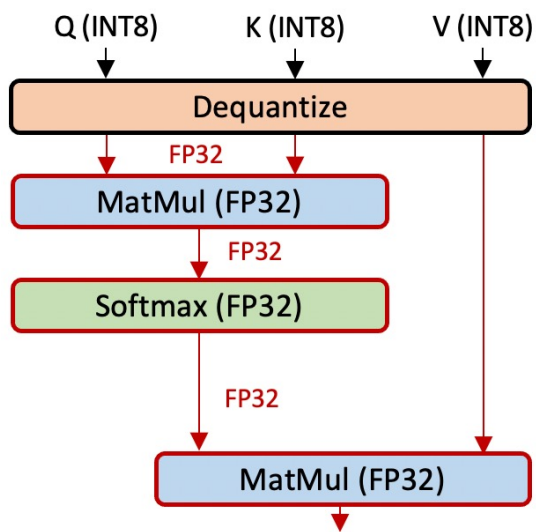 Q (INT8) K (INT8) V (INT8)
Dequantize
FP32
MatMul (FP32)
FP32
Softmax (FP32)
FP32
MatMul (FP32)